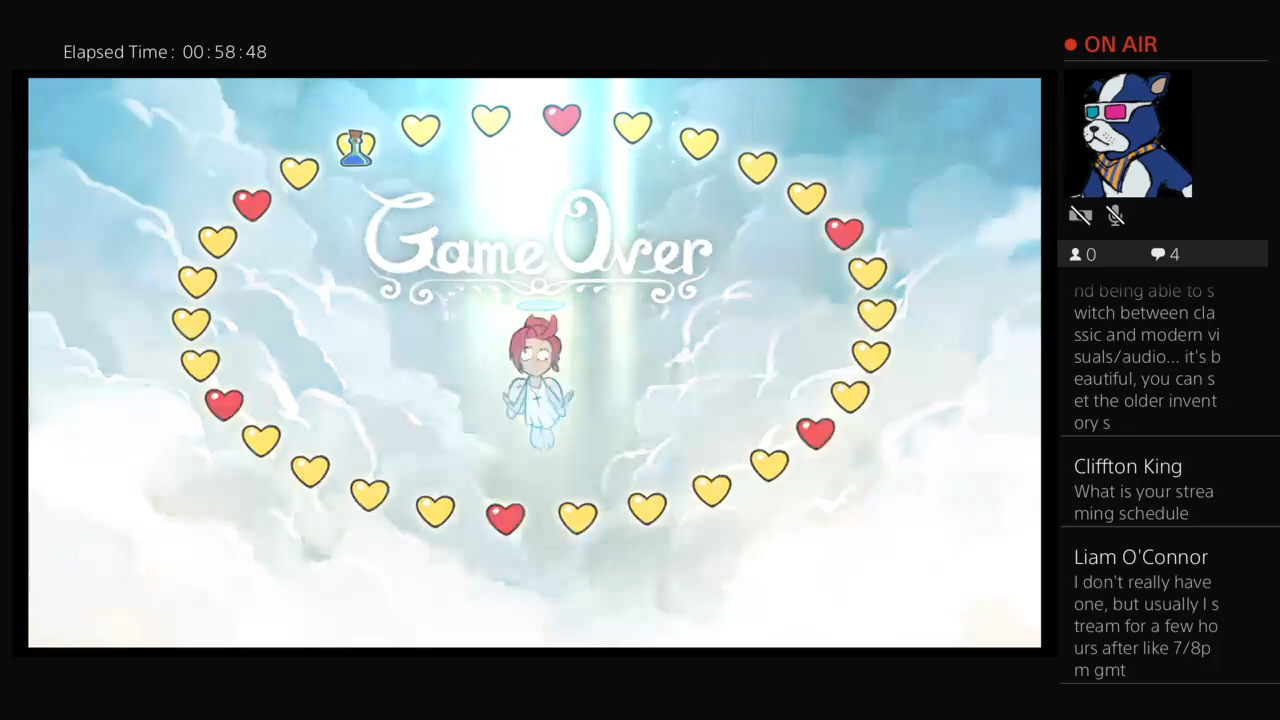 Elapsed Time: 00:58:48
ON AIR
Game Over
0
4
nd being able to s
witch between cla
ssic and modern vi
suals/audio... it's b
eautiful, you can s
et the older invent
ory s
Cliffton King
What is your strea
ming schedule
Liam O'Connor
I don't really have
one, but usually I s
tream for a few ho
urs after like 7/8p
m gmt